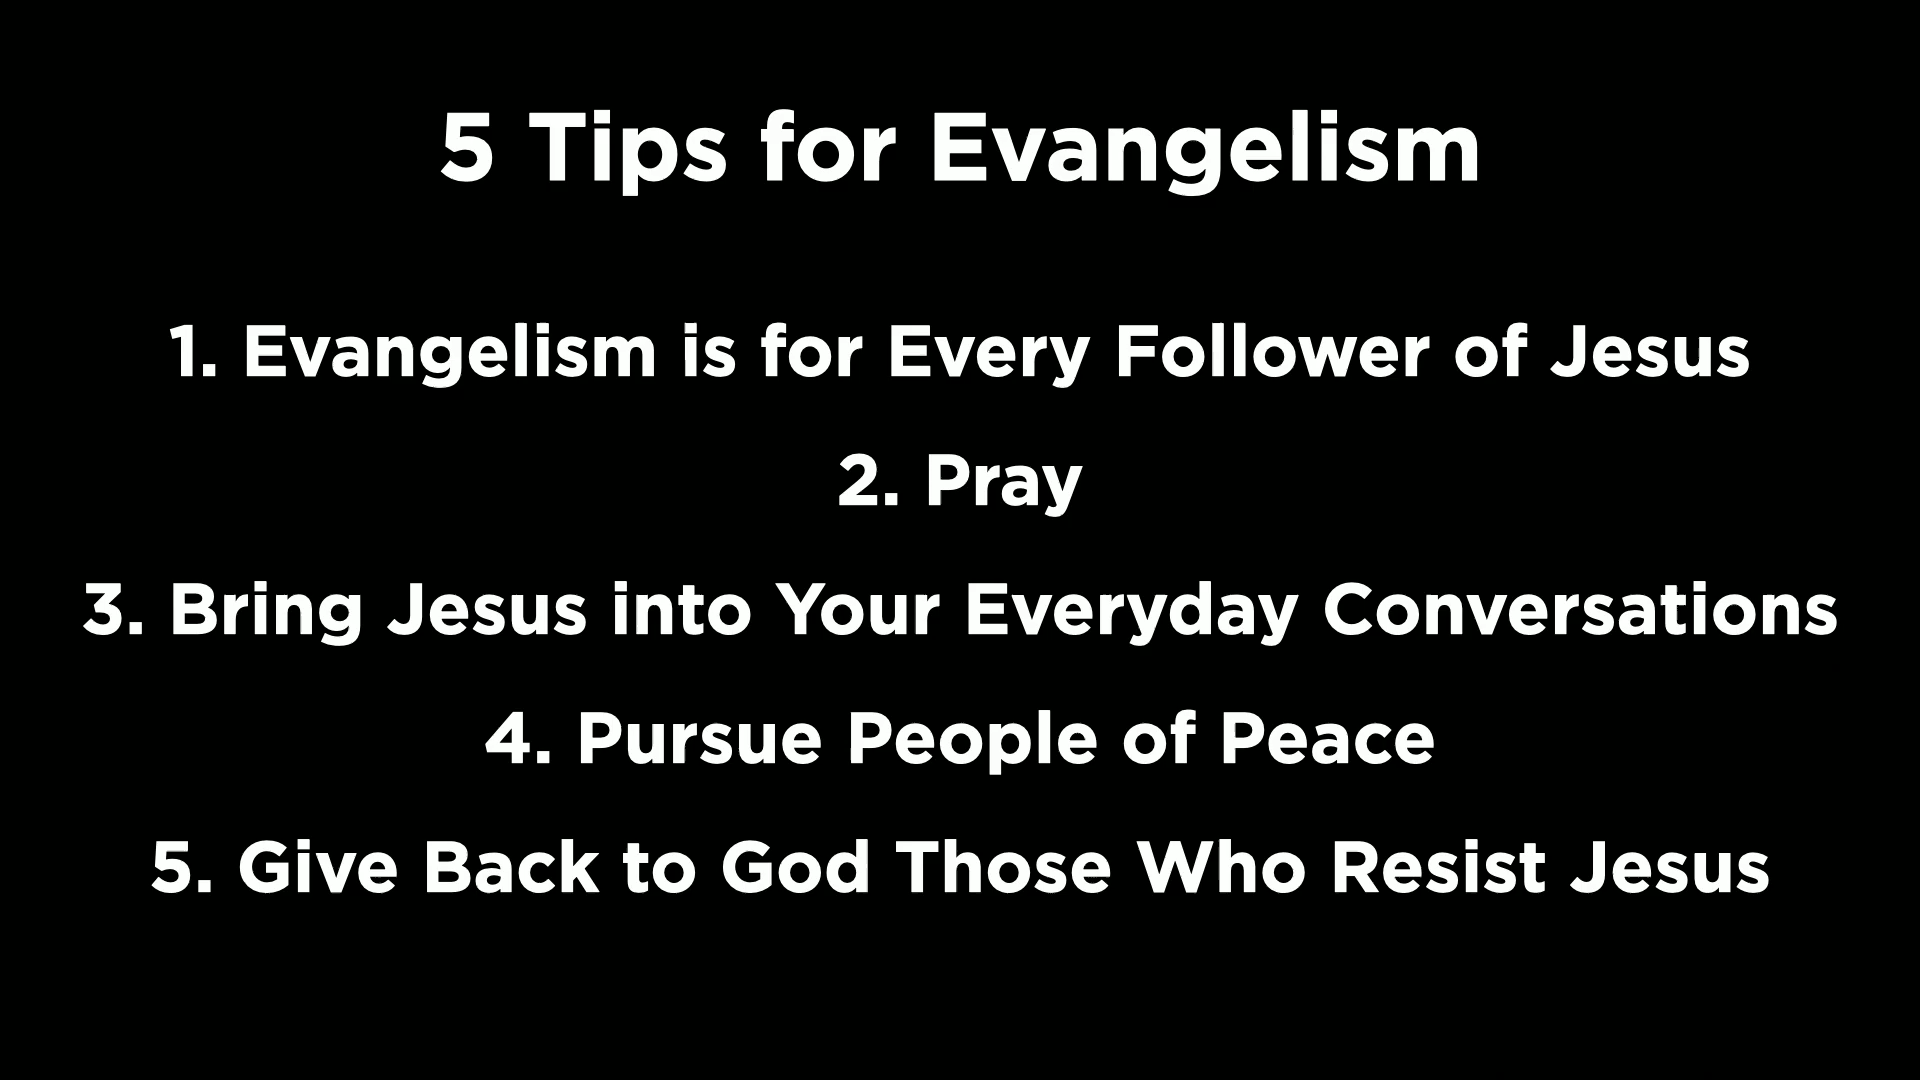 5 Tips for Evangelism
1. Evangelism is for Every Follower of Jesus
2. Pray
3. Bring Jesus into Your Everyday Conversations
4. Pursue People of Peace
5. Give Back to God Those Who Resist Jesus